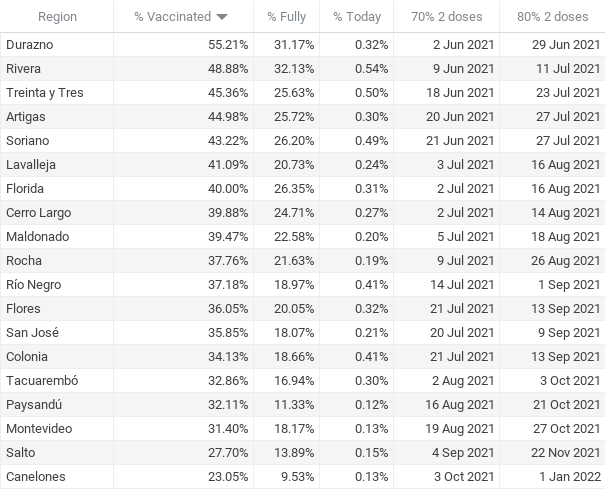 Region % Vaccinated % Fully % Today 70% 2 doses 80% 2 doses
Durazno 55.21% 31.17% 0.32% 2 Jun 2021 29 Jun 2021
Rivera 48.88% 32.13% 0.54% 9 Jun 2021 11 Jul 2021
Treinta y Tres 45.36% 25.63% 0.50% 18 Jun 2021 23 Jul 2021
Artigas 44.98% 25.72% 0.30% 20 Jun 2021 27 Jul 2021
Soriano 43.22% 26.20% 0.49% 21 Jun 2021 27 Jul 2021
Lavalleja 41.09% 20.73% 0.24% 3 Jul 2021 16 Aug 2021
Florida 40.00% 26.35% 0.31% 2 Jul 2021 16 Aug 2021
Cerro Largo 39.88% 24.71% 0.27% 2 Jul 2021 14 Aug 2021
Maldonado 39.47% 22.58% 0.20% 5 Jul 2021 18 Aug 2021
Rocha 37.76% 21.63% 0.19% 9 Jul 2021 26 Aug 2021
Río Negro 37.18% 18.97% 0.41% 14 Jul 2021 1 Sep 2021
Flores 36.05% 20.05% 0.32% 21 Jul 2021 13 Sep 2021
San José 35.85% 18.07% 0.21% 20 Jul 2021 9 Sep 2021
Colonia 34.13% 18.66% 0.41% 21 Jul 2021 13 Sep 2021
Tacuarembó 32.86% 16.94% 0.30% 2 Aug 2021 3 Oct 2021
Paysandú 32.11% 11.33% 0.12% 16 Aug 2021 21 Oct 2021
Montevideo 31.40% 18.17% 0.13% 19 Aug 2021 27 Oct 2021
Salto 27.70% 13.89% 0.15% 4 Sep 2021 22 Nov 2021
Canelones 23.05% 9.53% 0.13% 3 Oct 2021 1 Jan 2022